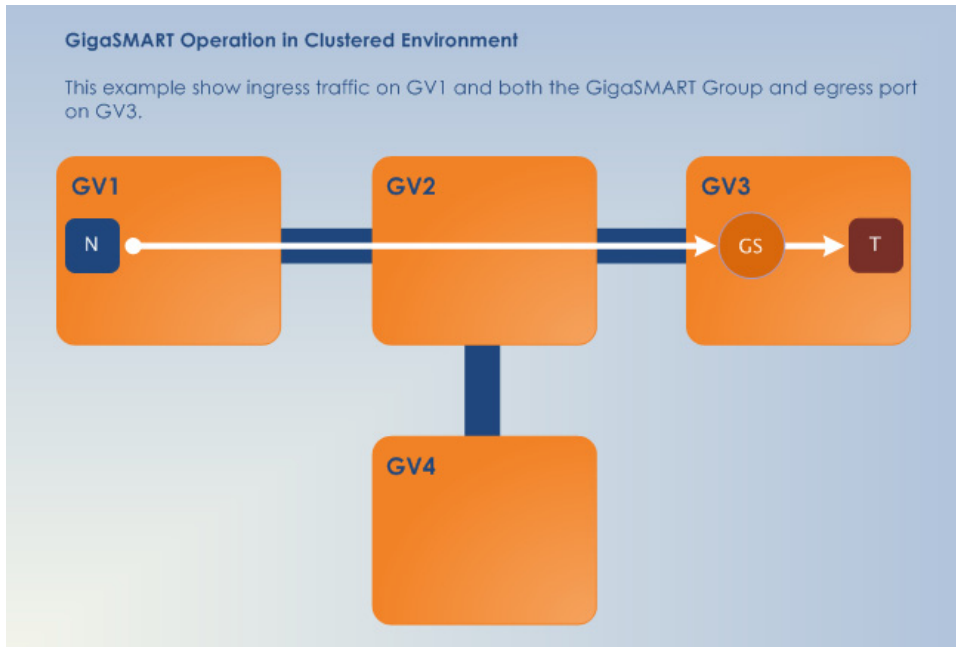 GigaSMART Operation in Clustered Environment
This example show ingress traffic on GV1 and both the GigaSMART Group and egress port
on GV3.
GV1
GV2
GV3
N
GS
T
GV4